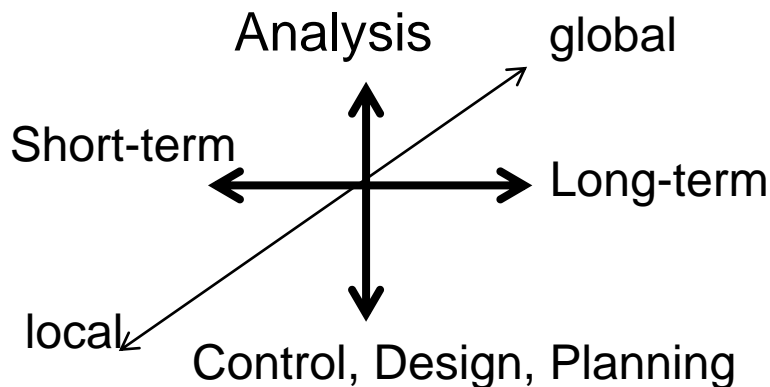 Analysis
global
Short-term
Long-term
local
Control, Design, Planning